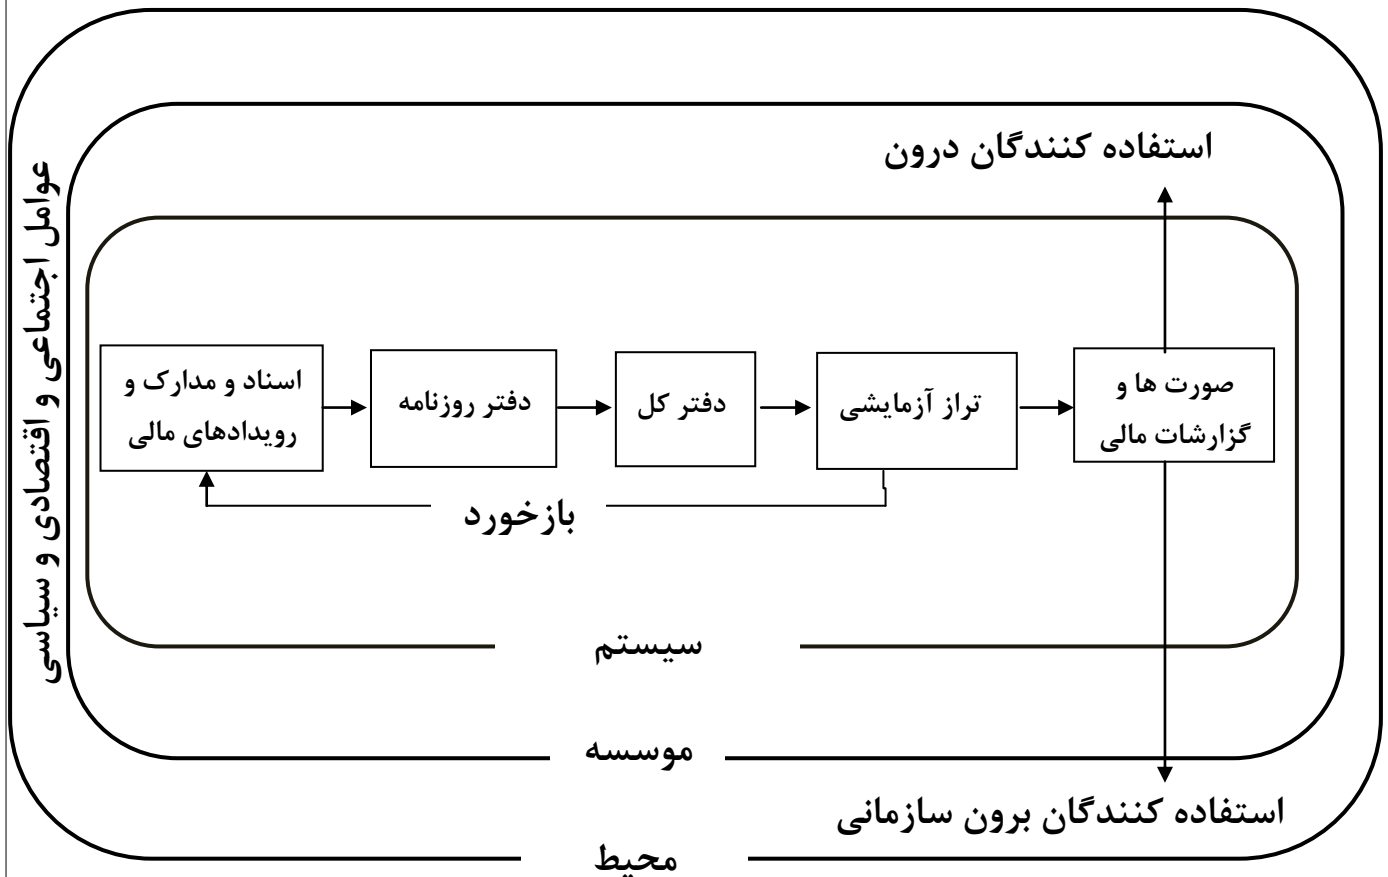 استفاده کنندگان درون
عوامل اجتماعی و اقتصادی و سیاسی
اسناد و مدارک و
رویدادهای مالی
دفتر روزنامه
دفتر کل
تراز آزمایشی
صورت ها و
گزارشات مالی
بازخورد
سیستم
موسسه
استفاده کنندگان برون سازمانی
محیط